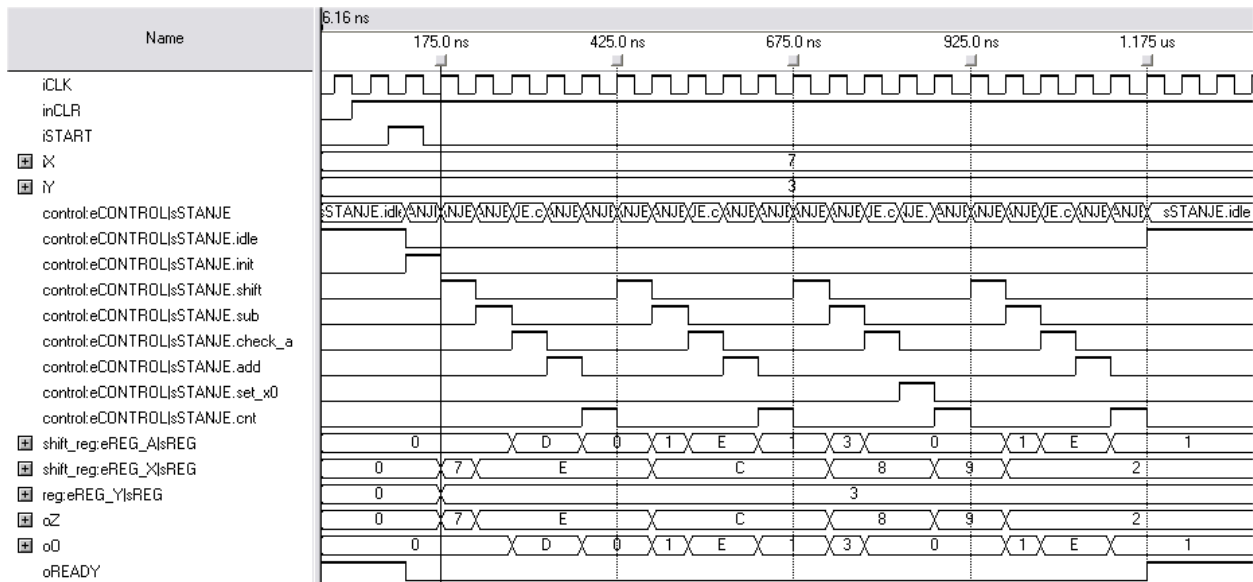 6.16 ns
Name
175.0 ns 425.0 ns 675.0 ns 925.0 ns 1.175 us
iCLK
inCLR
iSTART
iX 7
iY 3
control:eCONTROL|sSTANJE sSTANJE.idle
control:eCONTROL|sSTANJE.idle
control:eCONTROL|sSTANJE.init
control:eCONTROL|sSTANJE.shift
control:eCONTROL|sSTANJE.sub
control:eCONTROL|sSTANJE.check_a
control:eCONTROL|sSTANJE.add
control:eCONTROL|sSTANJE.set_x0
control:eCONTROL|sSTANJE.cnt
shift_reg:eREG_A|sREG 0 D 0 1 E 1 3 0 1 E 1
shift_reg:eREG_X|sREG 0 7 E C 8 9 2
reg:eREG_Y|sREG 0 3
oZ 0 7 E C 8 9 2
oO 0 D 0 1 E 1 3 0 1 E 1
oREADY